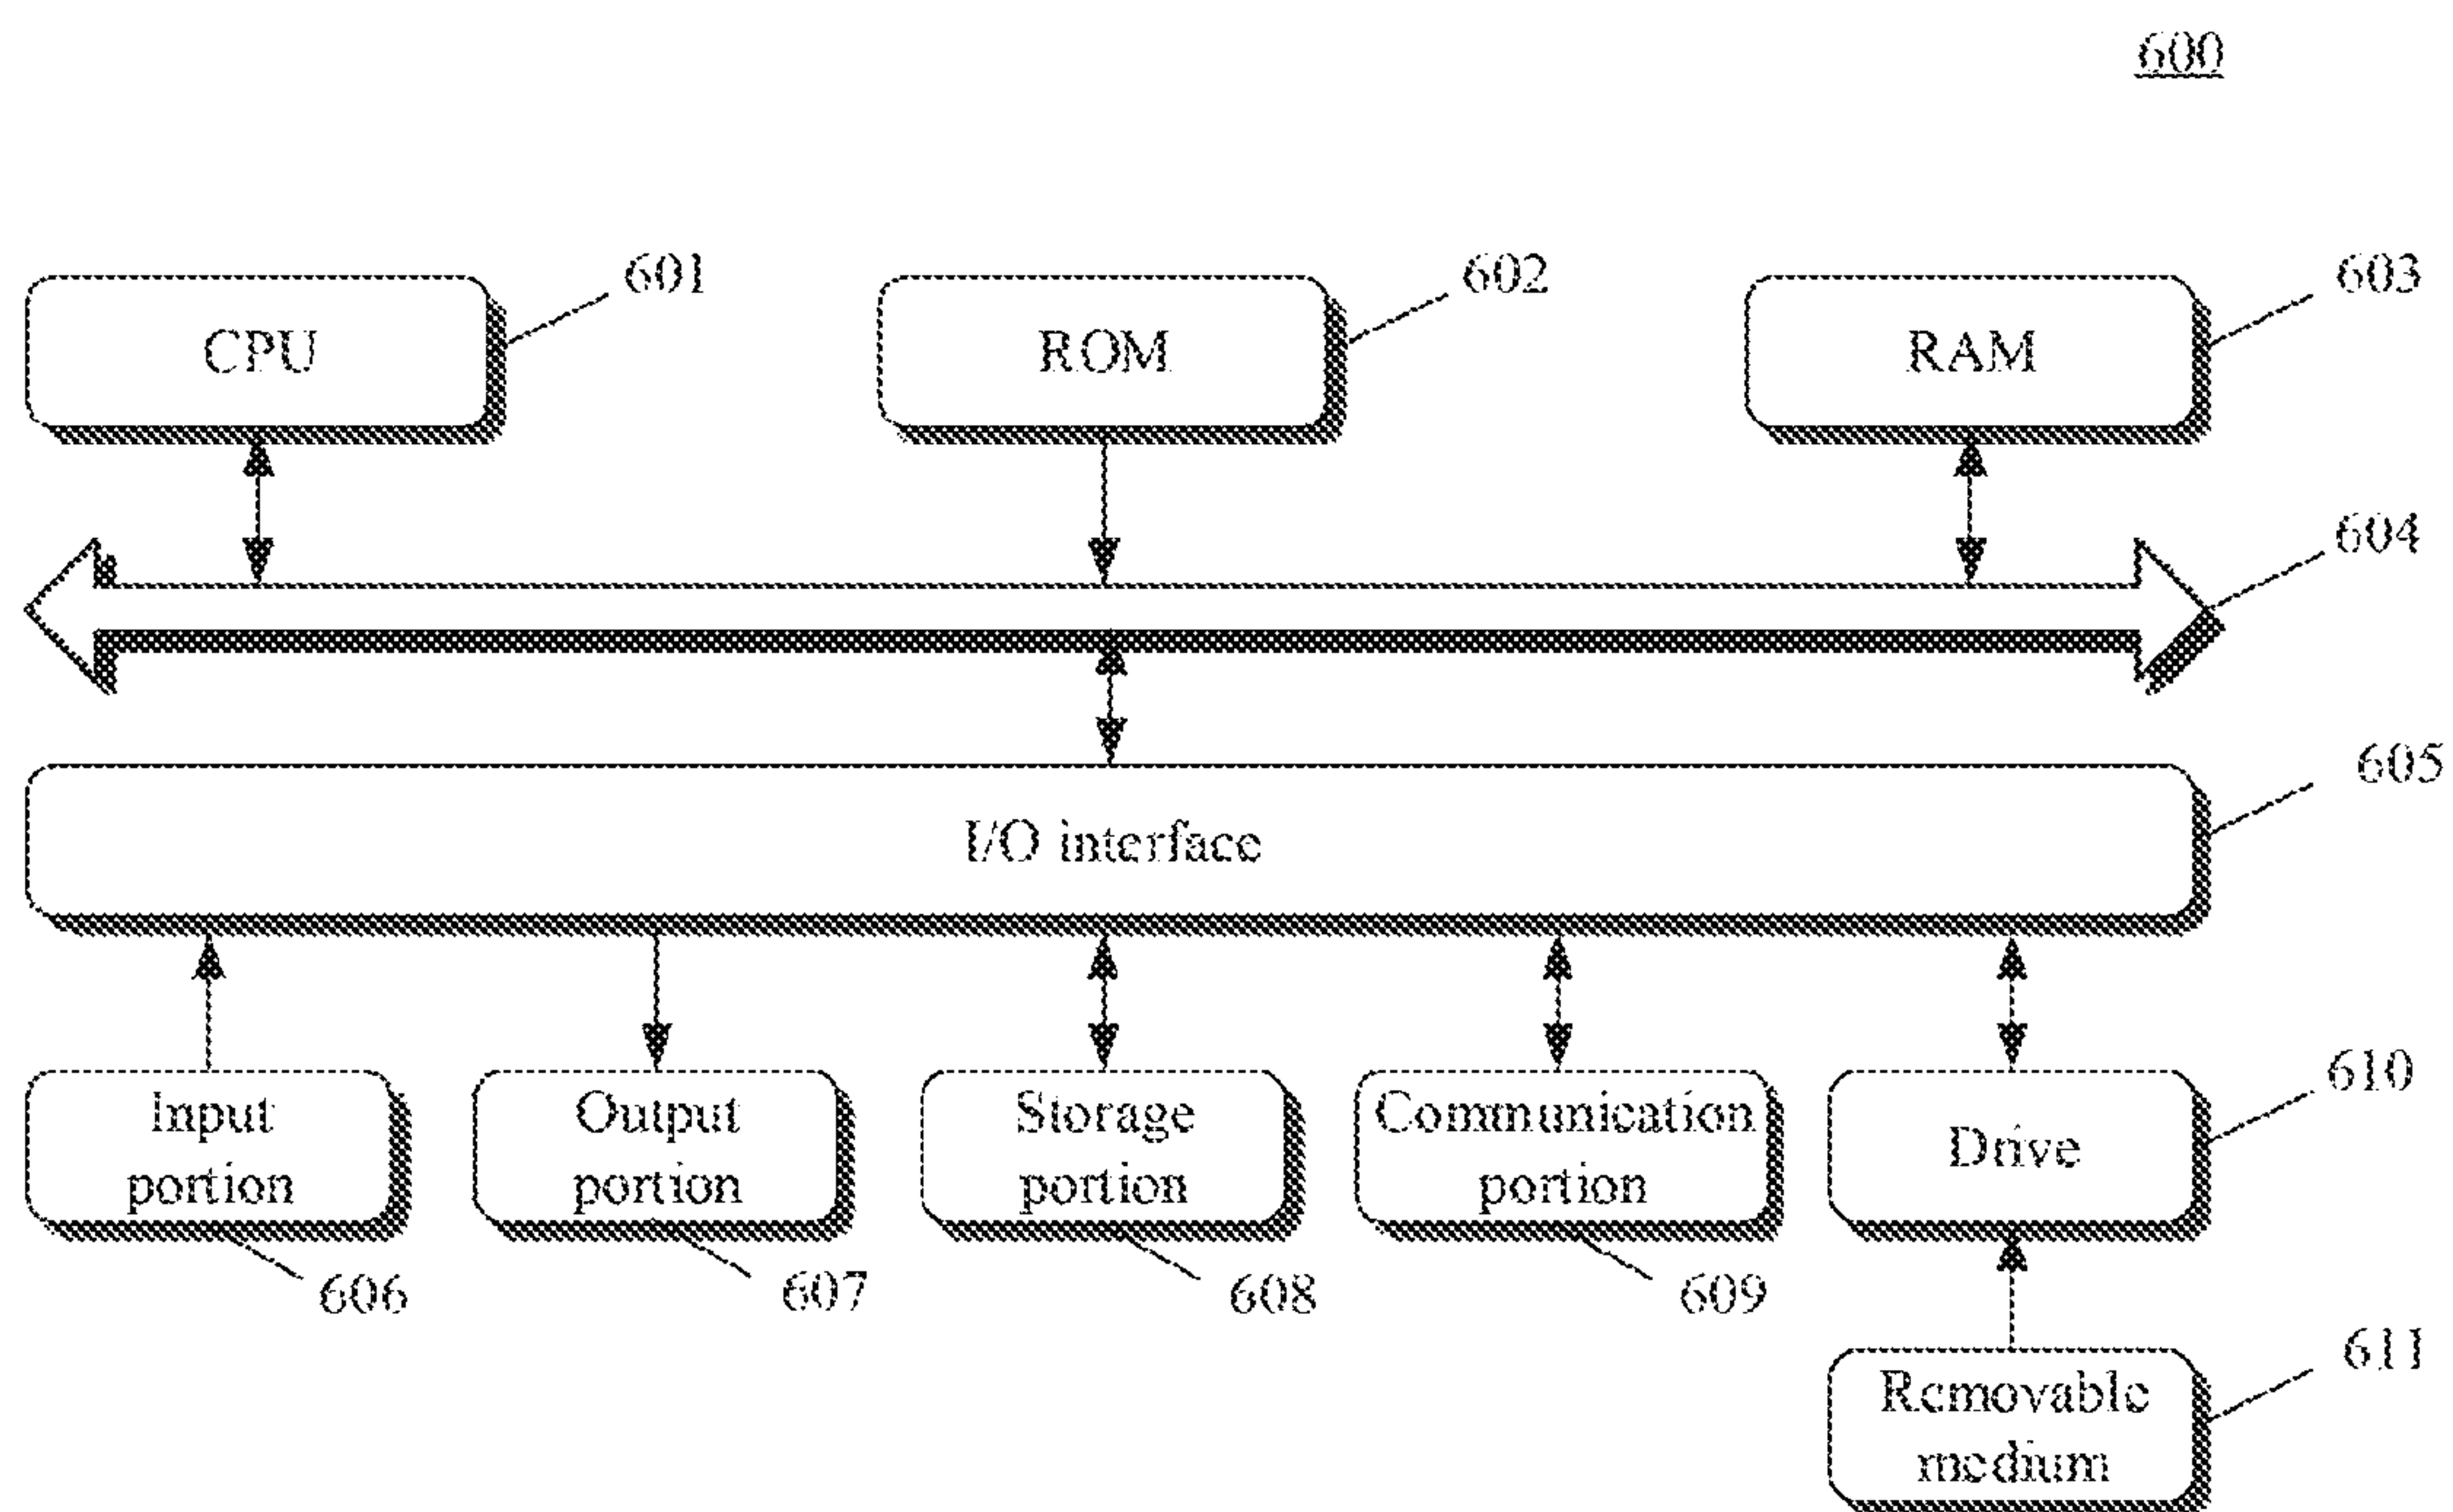 600
CPU
601
ROM
602
RAM
603
604
I/O interface
605
Input
portion
606
Output
portion
607
Storage
portion
608
Communication
portion
609
Drive
610
Removable
medium
611